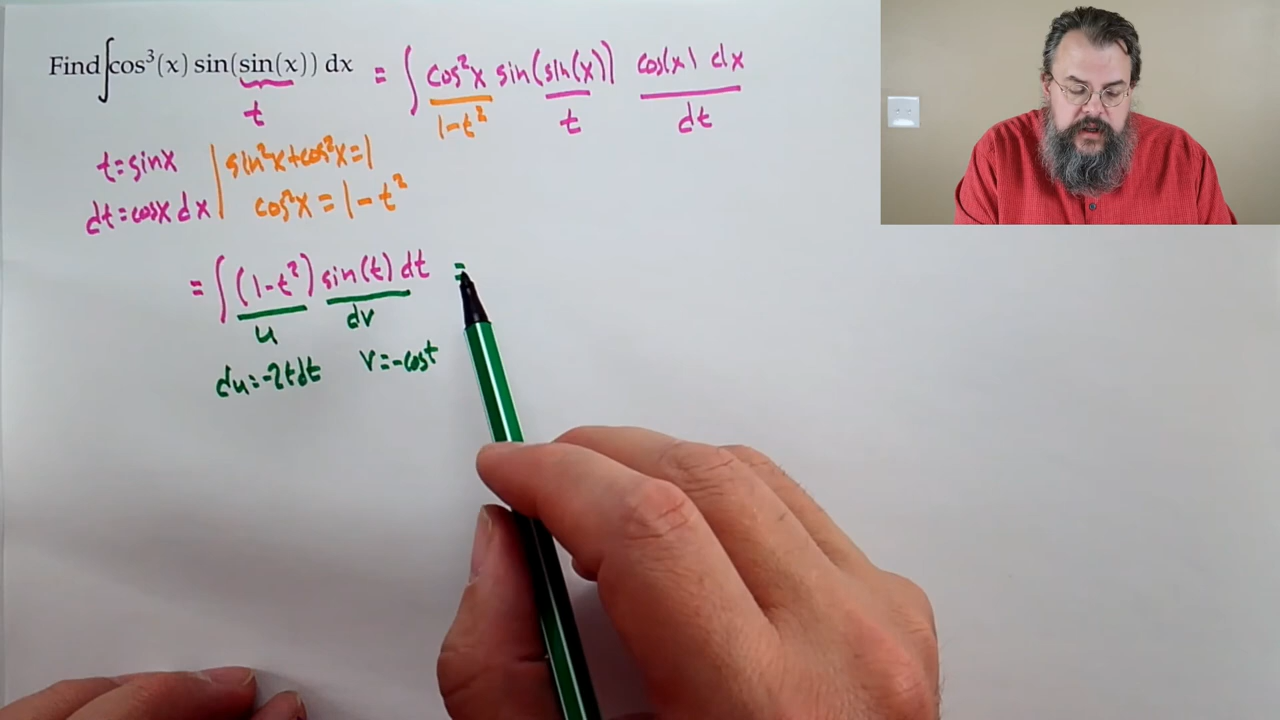 Find ∫cos³(x) sin(sin(x)) dx = ∫ cos²x sin(sin(x)) cos(x) dx
t 1-t² t dt
t=sinx sin²x+cos²x=1
dt=cosx dx cos²x = 1-t²
= ∫ (1-t²) sin(t) dt =
u dv
du=-2tdt v=-cost